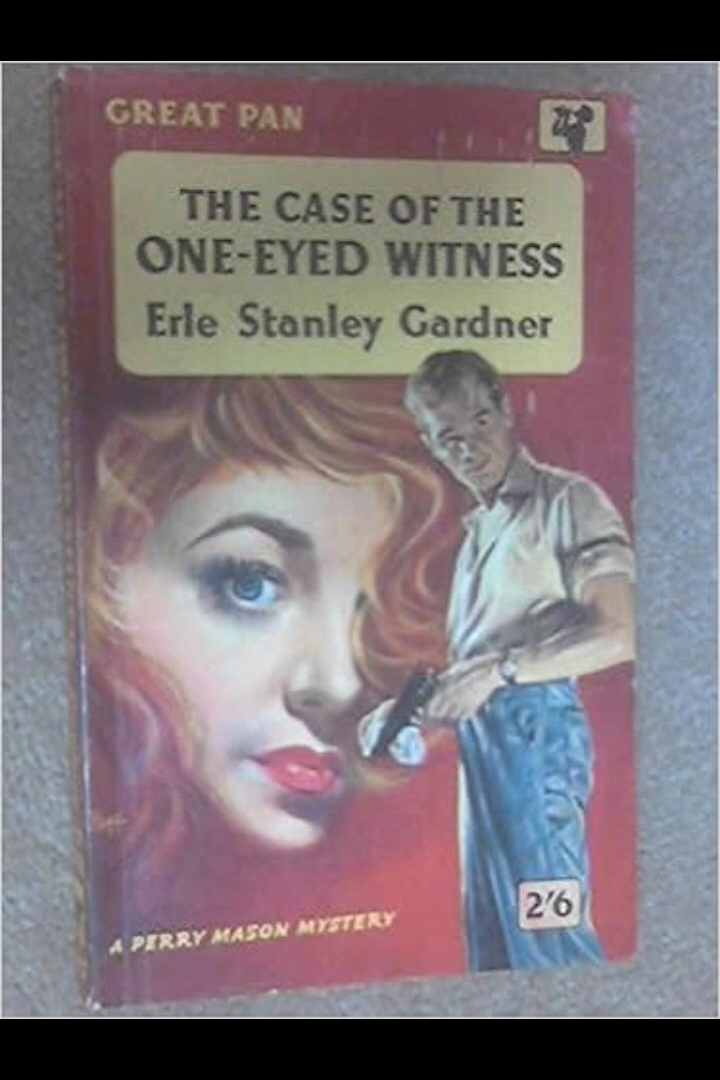 GREAT PAN
THE CASE OF THE
ONE-EYED WITNESS
Erle Stanley Gardner
A PERRY MASON MYSTERY
2'6